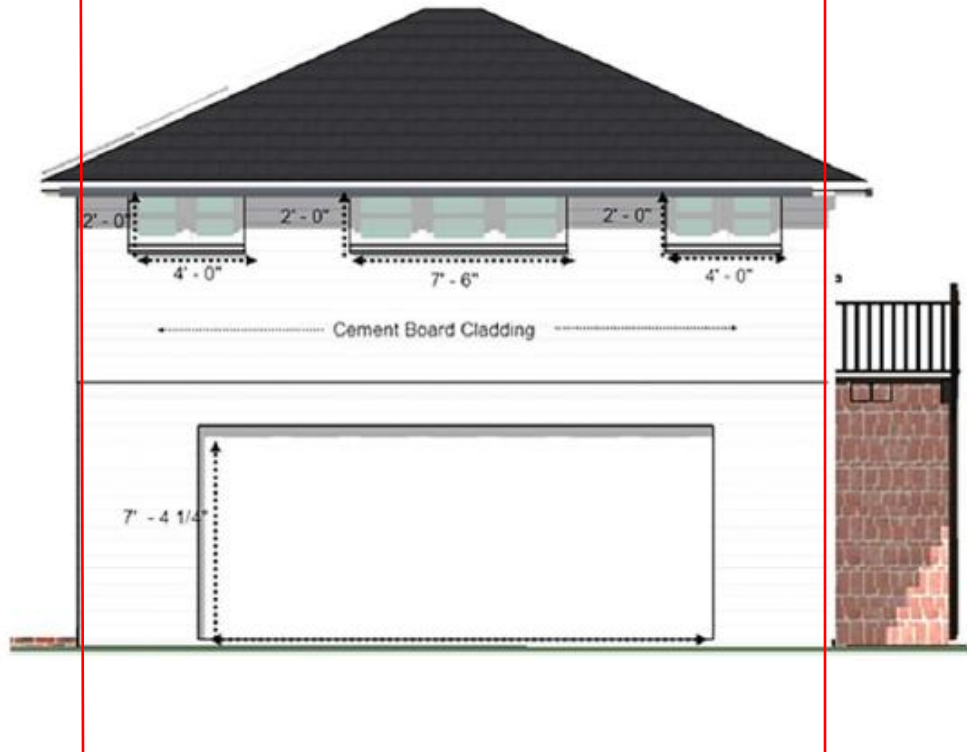 2' - 0"
2' - 0"
2' - 0"
4' - 0"
7' - 6"
4' - 0"
Cement Board Cladding
7' - 4 1/4"